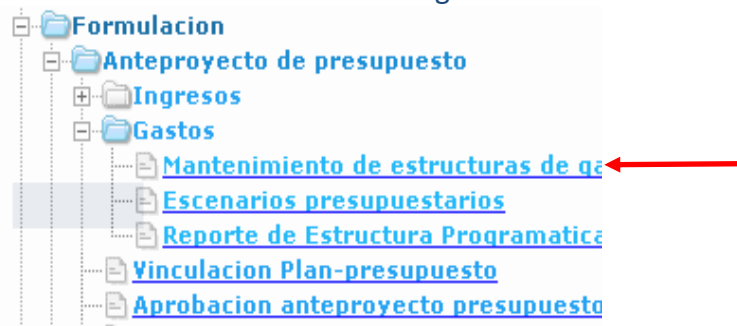 Formulacion
Anteproyecto de presupuesto
Ingresos
Gastos
Mantenimiento de estructuras de
Escenarios presupuestarios
Reporte de Estructura Programatica
Vinculacion Plan-presupuesto
Aprobacion anteproyecto presupuesto